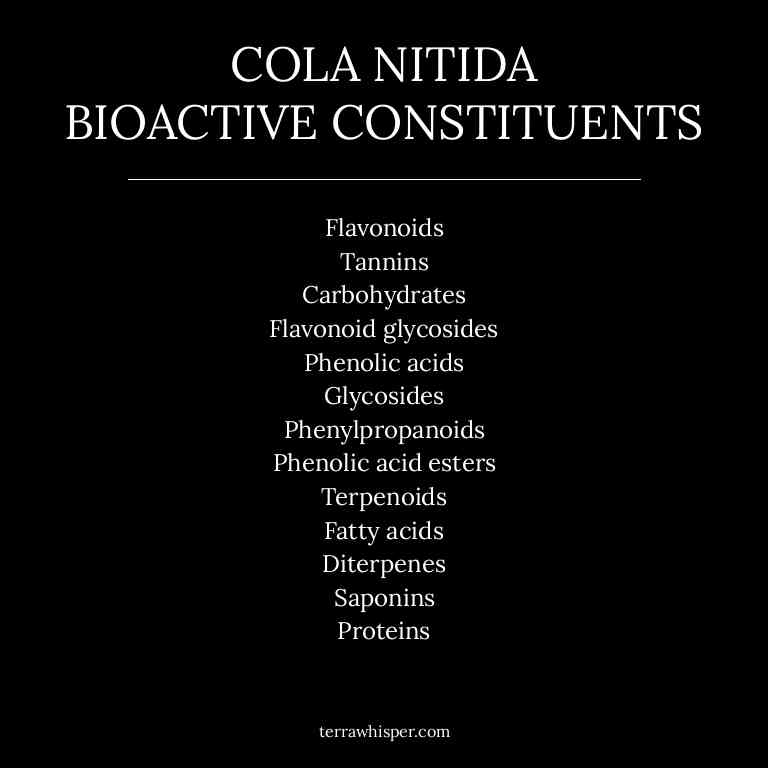 COLA NITIDA
BIOACTIVE CONSTITUENTS
Flavonoids
Tannins
Carbohydrates
Flavonoid glycosides
Phenolic acids
Glycosides
Phenylpropanoids
Phenolic acid esters
Terpenoids
Fatty acids
Diterpenes
Saponins
Proteins
terrawhisper.com